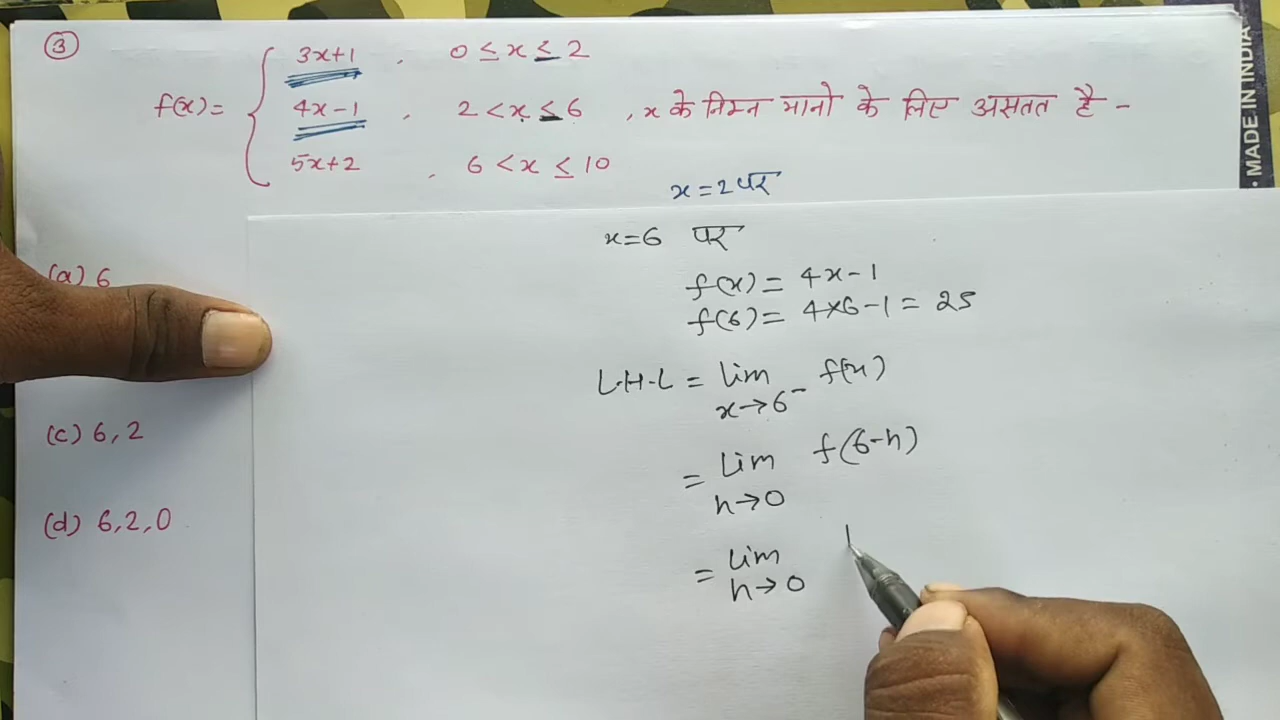 ③ f(x) = { 3x+1 , 0 ≤ x ≤ 2
4x-1 , 2 < x ≤ 6 , x के निम्न मानो के लिए असतत है -
5x+2 , 6 < x ≤ 10
x = 2 पर
x=6 पर
(a) 6
f(x) = 4x-1
f(6) = 4×6-1 = 25
L.H.L = lim x→6⁻ f(x)
(c) 6, 2
= lim h→0 f(6-h)
(d) 6, 2, 0
= lim h→0
MADE IN INDIA